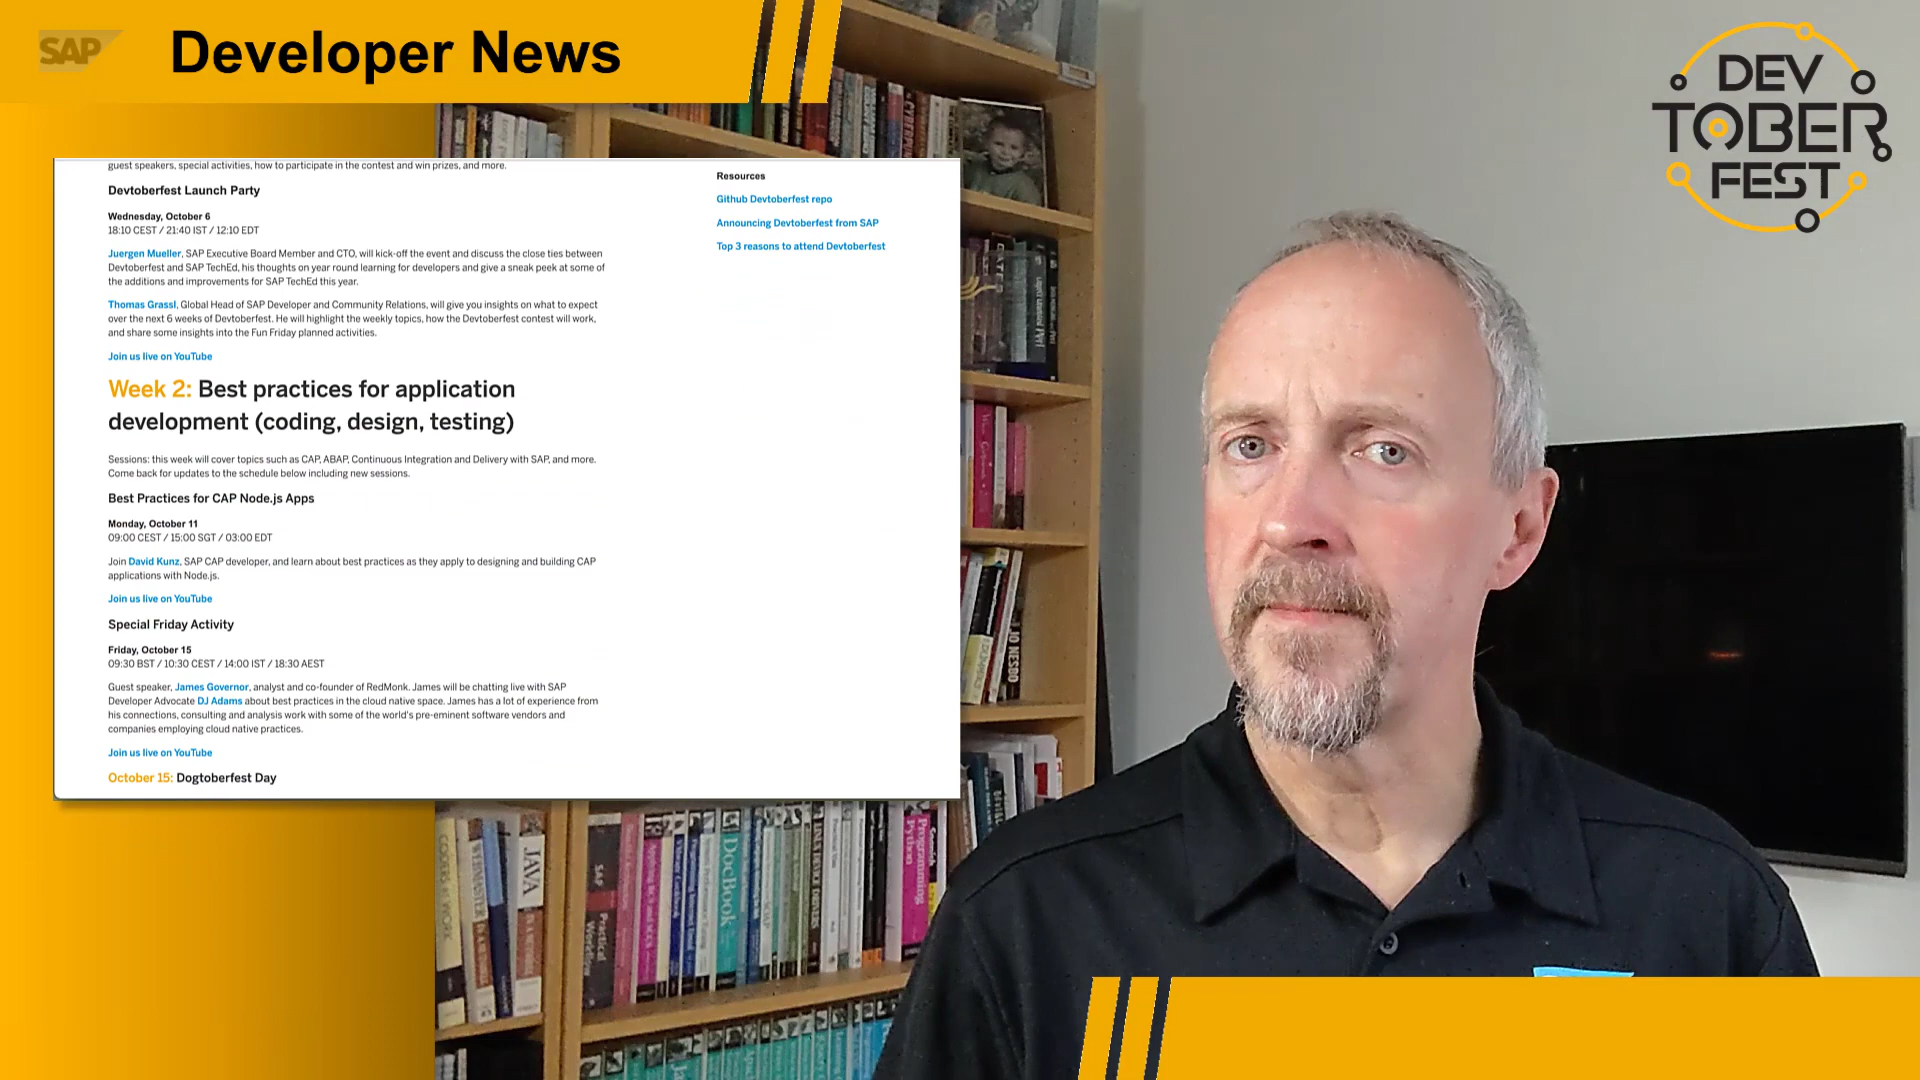 SAP
Developer News
DEV
TOBER
FEST
guest speakers, special activities, how to participate in the contest and win prizes, and more.
Devtoberfest Launch Party
Wednesday, October 6
18:10 CEST / 21:40 IST / 12:10 EDT
Juergen Mueller, SAP Executive Board Member and CTO, will kick-off the event and discuss the close ties between
Devtoberfest and SAP TechEd, his thoughts on year round learning for developers and give a sneak peek at some of
the additions and improvements for SAP TechEd this year.
Thomas Grassl, Global Head of SAP Developer and Community Relations, will give you insights on what to expect
over the next 6 weeks of Devtoberfest. He will highlight the weekly topics, how the Devtoberfest contest will work,
and share some insights into the Fun Friday planned activities.
Join us live on YouTube
Week 2: Best practices for application
development (coding, design, testing)
Sessions: this week will cover topics such as CAP, ABAP, Continuous Integration and Delivery with SAP, and more.
Come back for updates to the schedule below including new sessions.
Best Practices for CAP Node.js Apps
Monday, October 11
09:00 CEST / 15:00 SGT / 03:00 EDT
Join David Kunz, SAP CAP developer, and learn about best practices as they apply to designing and building CAP
applications with Node.js.
Join us live on YouTube
Special Friday Activity
Friday, October 15
09:30 BST / 10:30 CEST / 14:00 IST / 18:30 AEST
Guest speaker, James Governor, analyst and co-founder of RedMonk. James will be chatting live with SAP
Developer Advocate DJ Adams about best practices in the cloud native space. James has a lot of experience from
his connections, consulting and analysis work with some of the world's pre-eminent software vendors and
companies employing cloud native practices.
Join us live on YouTube
October 15: Dogtoberfest Day
Resources
Github Devtoberfest repo
Announcing Devtoberfest from SAP
Top 3 reasons to attend Devtoberfest
JO NESBO
JAVA
SAP
Practical
DocBook
Programming
Python